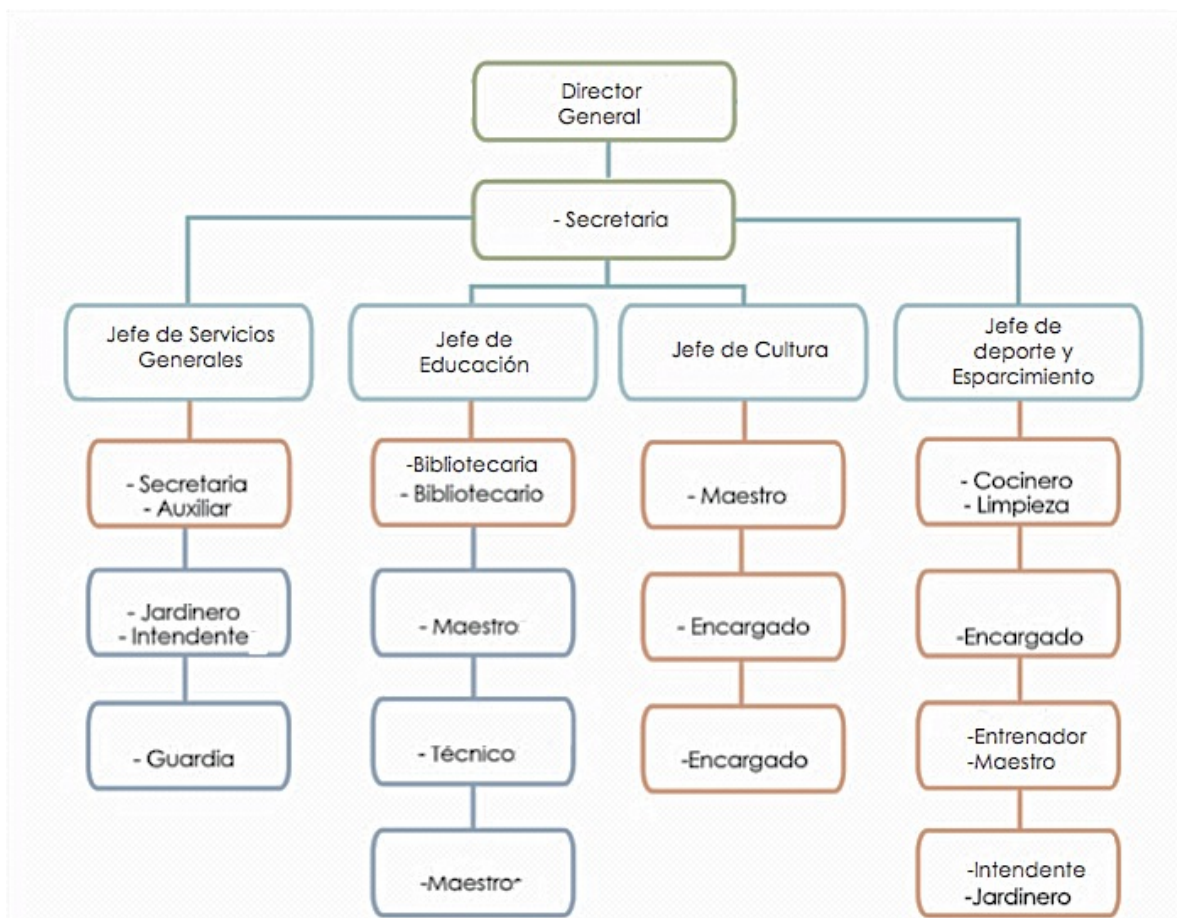 Director
General
- Secretaria
Jefe de Servicios
Generales
Jefe de
Educación
Jefe de Cultura
Jefe de
deporte y
Esparcimiento
- Secretaria
- Auxiliar
-Bibliotecaria
- Bibliotecario
- Maestro
- Cocinero
- Limpieza
- Jardinero
- Intendente
- Maestro
- Encargado
-Encargado
- Guardia
- Técnico
-Encargado
-Entrenador
-Maestro
-Maestro
-Intendente
-Jardinero